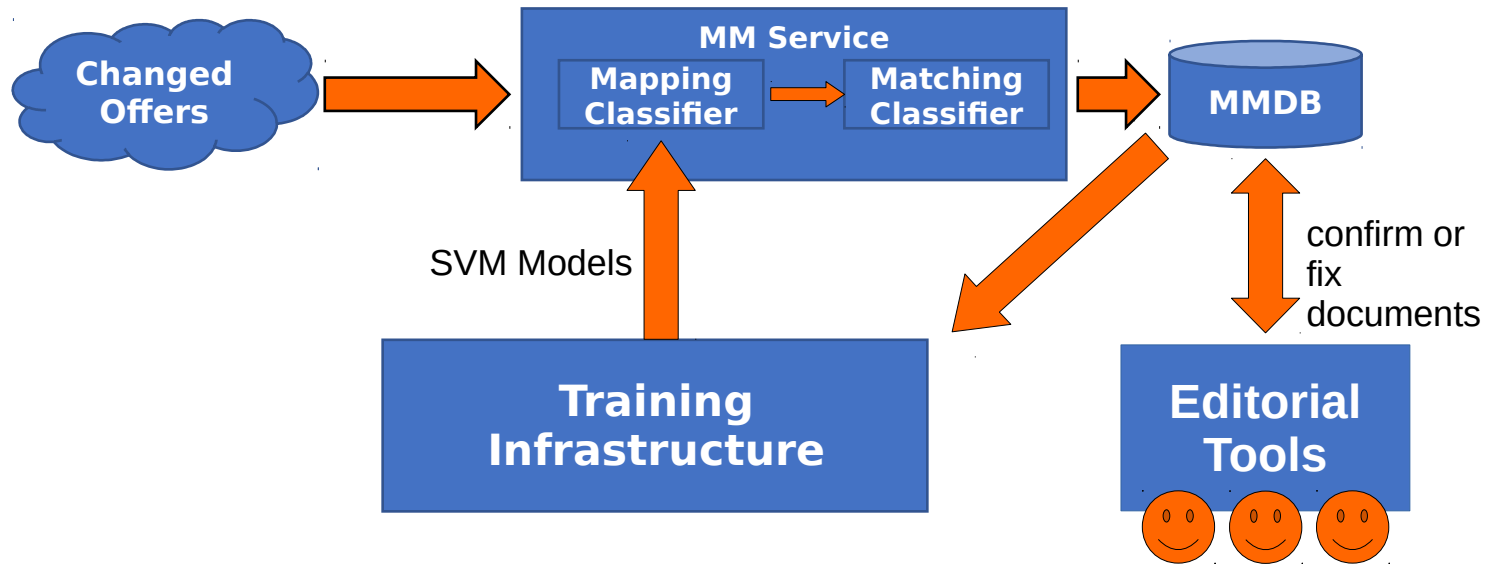 Changed
Offers
MM Service
Mapping
Classifier
Matching
Classifier
MMDB
SVM Models
confirm or
fix
documents
Training
Infrastructure
Editorial
Tools